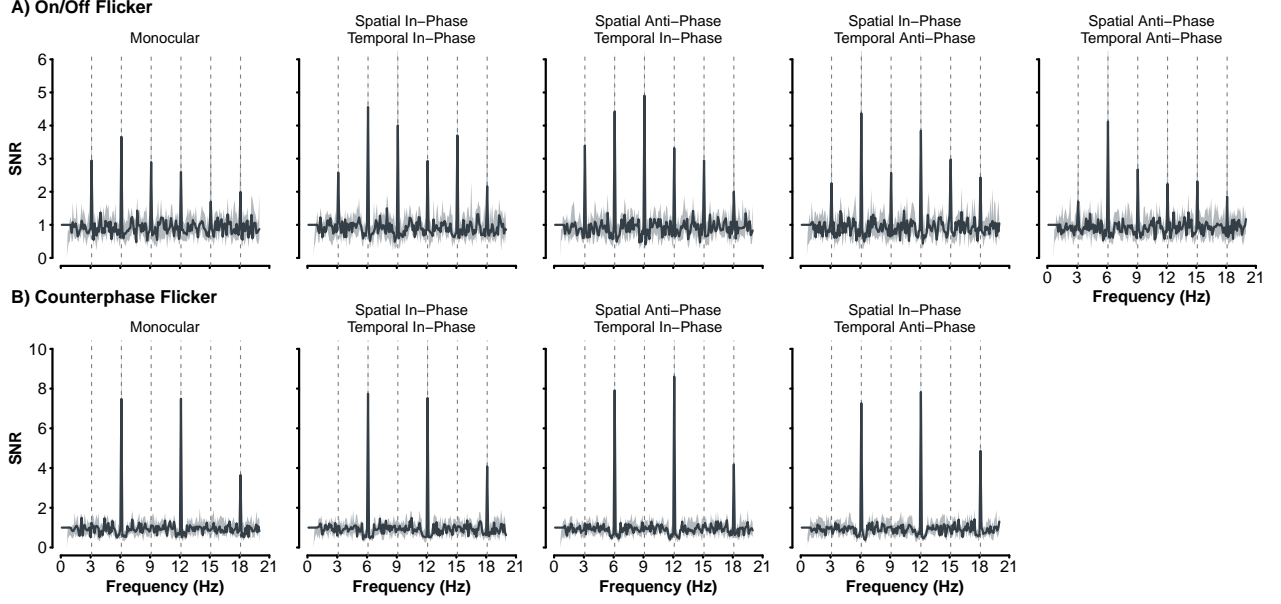 A) On/Off Flicker
Monocular
Spatial In−Phase
Temporal In−Phase
Spatial Anti−Phase
Temporal In−Phase
Spatial In−Phase
Temporal Anti−Phase
Spatial Anti−Phase
Temporal Anti−Phase
SNR
6
5
4
3
2
1
0
0 3 6 9 12 15 18 21
Frequency (Hz)
B) Counterphase Flicker
Monocular
Spatial In−Phase
Temporal In−Phase
Spatial Anti−Phase
Temporal In−Phase
Spatial In−Phase
Temporal Anti−Phase
SNR
10
8
6
4
2
0
0 3 6 9 12 15 18 21
0 3 6 9 12 15 18 21
0 3 6 9 12 15 18 21
0 3 6 9 12 15 18 21
Frequency (Hz)
Frequency (Hz)
Frequency (Hz)
Frequency (Hz)